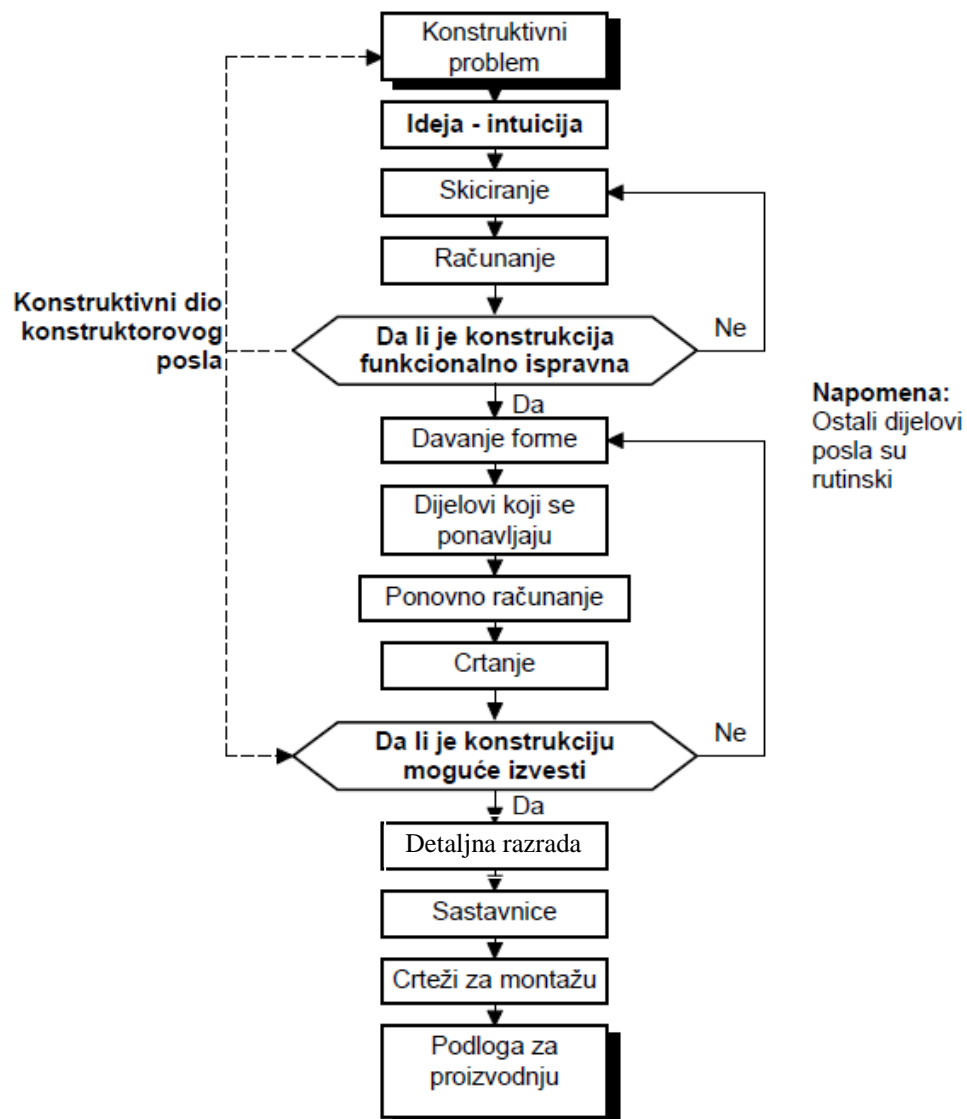 Konstruktivni
problem
Ideja - intuicija
Skiciranje
Računanje
Konstruktivni dio
konstruktorovog
posla
Da li je konstrukcija
funkcionalno ispravna
Ne
Da
Napomena:
Ostali dijelovi
posla su
rutinski
Davanje forme
Dijelovi koji se
ponavljaju
Ponovno računanje
Crtanje
Da li je konstrukciju
moguće izvesti
Ne
Da
Detaljna razrada
Sastavnice
Crteži za montažu
Podloga za
proizvodnju